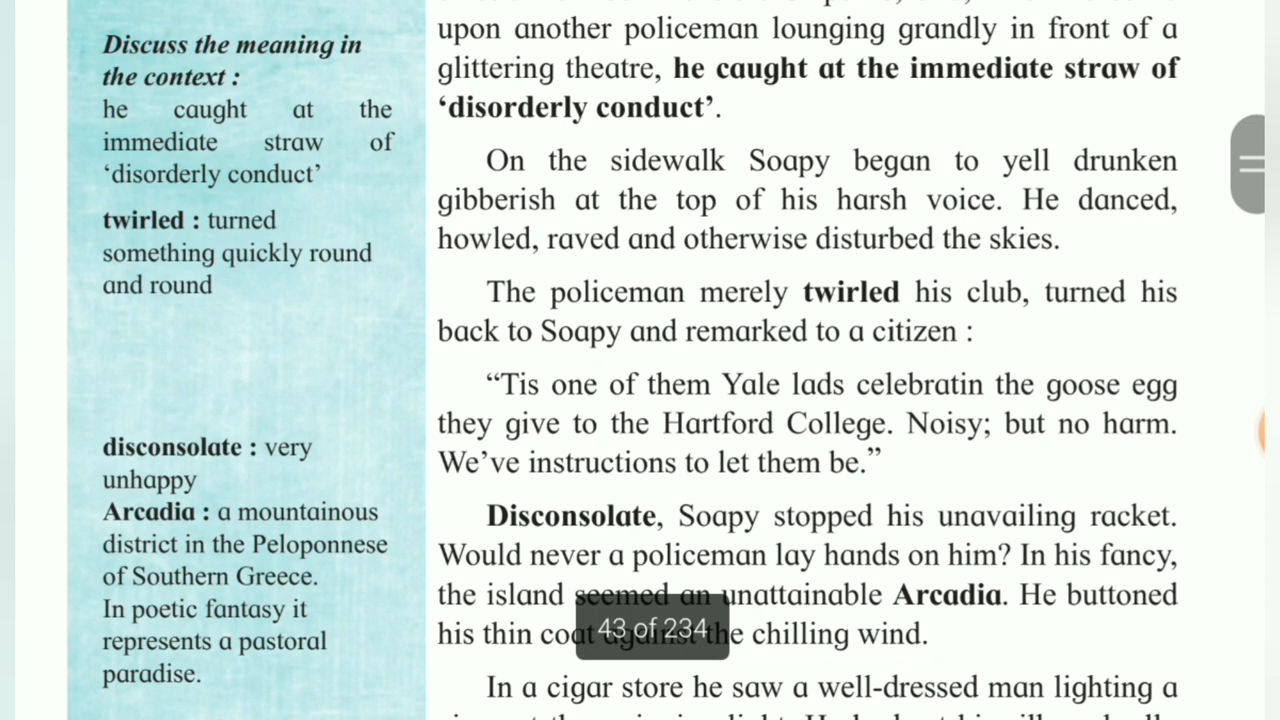 Discuss the meaning in
the context :
he caught at the
immediate straw of
‘disorderly conduct’
twirled : turned
something quickly round
and round
disconsolate : very
unhappy
Arcadia : a mountainous
district in the Peloponnese
of Southern Greece.
In poetic fantasy it
represents a pastoral
paradise.
upon another policeman lounging grandly in front of a
glittering theatre, he caught at the immediate straw of
‘disorderly conduct’.
On the sidewalk Soapy began to yell drunken
gibberish at the top of his harsh voice. He danced,
howled, raved and otherwise disturbed the skies.
The policeman merely twirled his club, turned his
back to Soapy and remarked to a citizen :
“Tis one of them Yale lads celebratin the goose egg
they give to the Hartford College. Noisy; but no harm.
We’ve instructions to let them be.”
Disconsolate, Soapy stopped his unavailing racket.
Would never a policeman lay hands on him? In his fancy,
the island seemed an unattainable Arcadia. He buttoned
his thin coat against the chilling wind.
In a cigar store he saw a well-dressed man lighting a
43 of 234